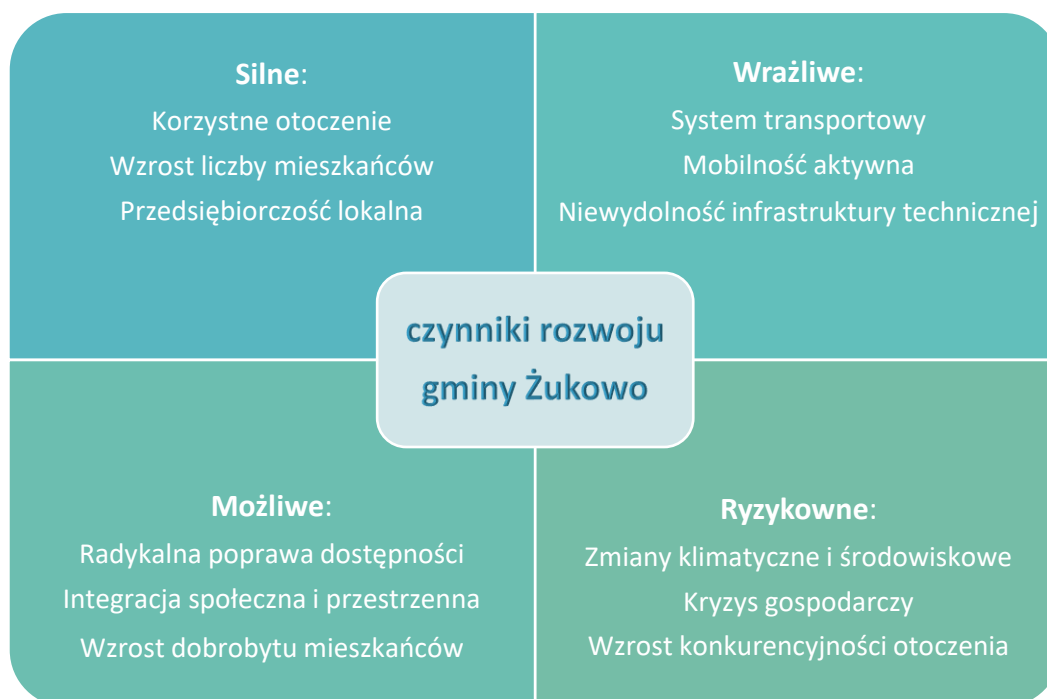 Silne:
Korzystne otoczenie
Wzrost liczby mieszkańców
Przedsiębiorczość lokalna
Wrażliwe:
System transportowy
Mobilność aktywna
Niewydolność infrastruktury technicznej
czynniki rozwoju
gminy Żukowo
Możliwe:
Radykalna poprawa dostępności
Integracja społeczna i przestrzenna
Wzrost dobrobytu mieszkańców
Ryzykowne:
Zmiany klimatyczne i środowiskowe
Kryzys gospodarczy
Wzrost konkurencyjności otoczenia